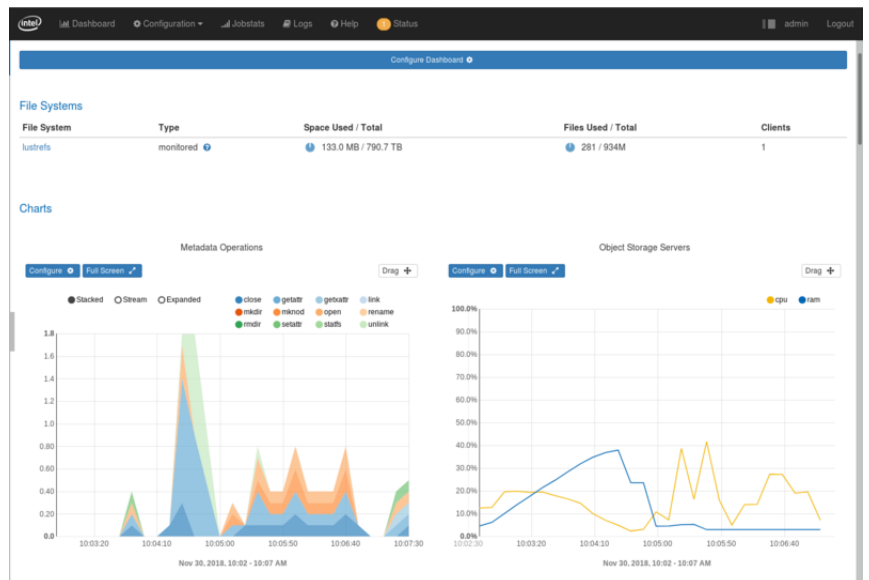 intel Dashboard Configuration Jobstats Logs Help 1 Status admin Logout
Configure Dashboard
File Systems
File System Type Space Used / Total Files Used / Total Clients
lustrefs monitored ? 133.0 MB / 790.7 TB 281 / 934M 1
Charts
Metadata Operations
Configure Full Screen Drag
Stacked Stream Expanded close getattr getxattr link
mkdir mknod open rename
rmdir setattr statfs unlink
1.8
1.6
1.4
1.2
1.0
0.80
0.60
0.40
0.20
0.0
10:03:20 10:04:10 10:05:00 10:05:50 10:06:40 10:07:30
Nov 30, 2018, 10:02 - 10:07 AM
Object Storage Servers
Configure Full Screen Drag
cpu ram
100.0%
90.0%
80.0%
70.0%
60.0%
50.0%
40.0%
30.0%
20.0%
10.0%
0.0%
10:02:30 10:03:20 10:04:10 10:05:00 10:05:50 10:06:40
Nov 30, 2018, 10:02 - 10:07 AM